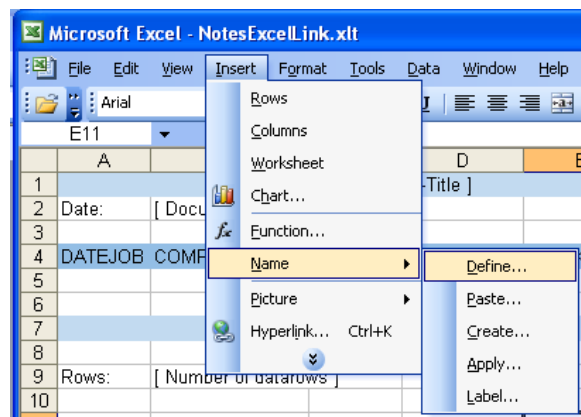 Microsoft Excel - NotesExcelLink.xlt
File Edit View Insert Format Tools Data Window Help
Arial
E11
A D E
1 -Title ]
2 Date: [ Docu
3
4 DATEJOB COMP
5
6
7
8
9 Rows: [ Number of datarows ]
10
Rows
Columns
Worksheet
Chart...
Function...
Name
Picture
Hyperlink... Ctrl+K
Define...
Paste...
Create...
Apply...
Label...